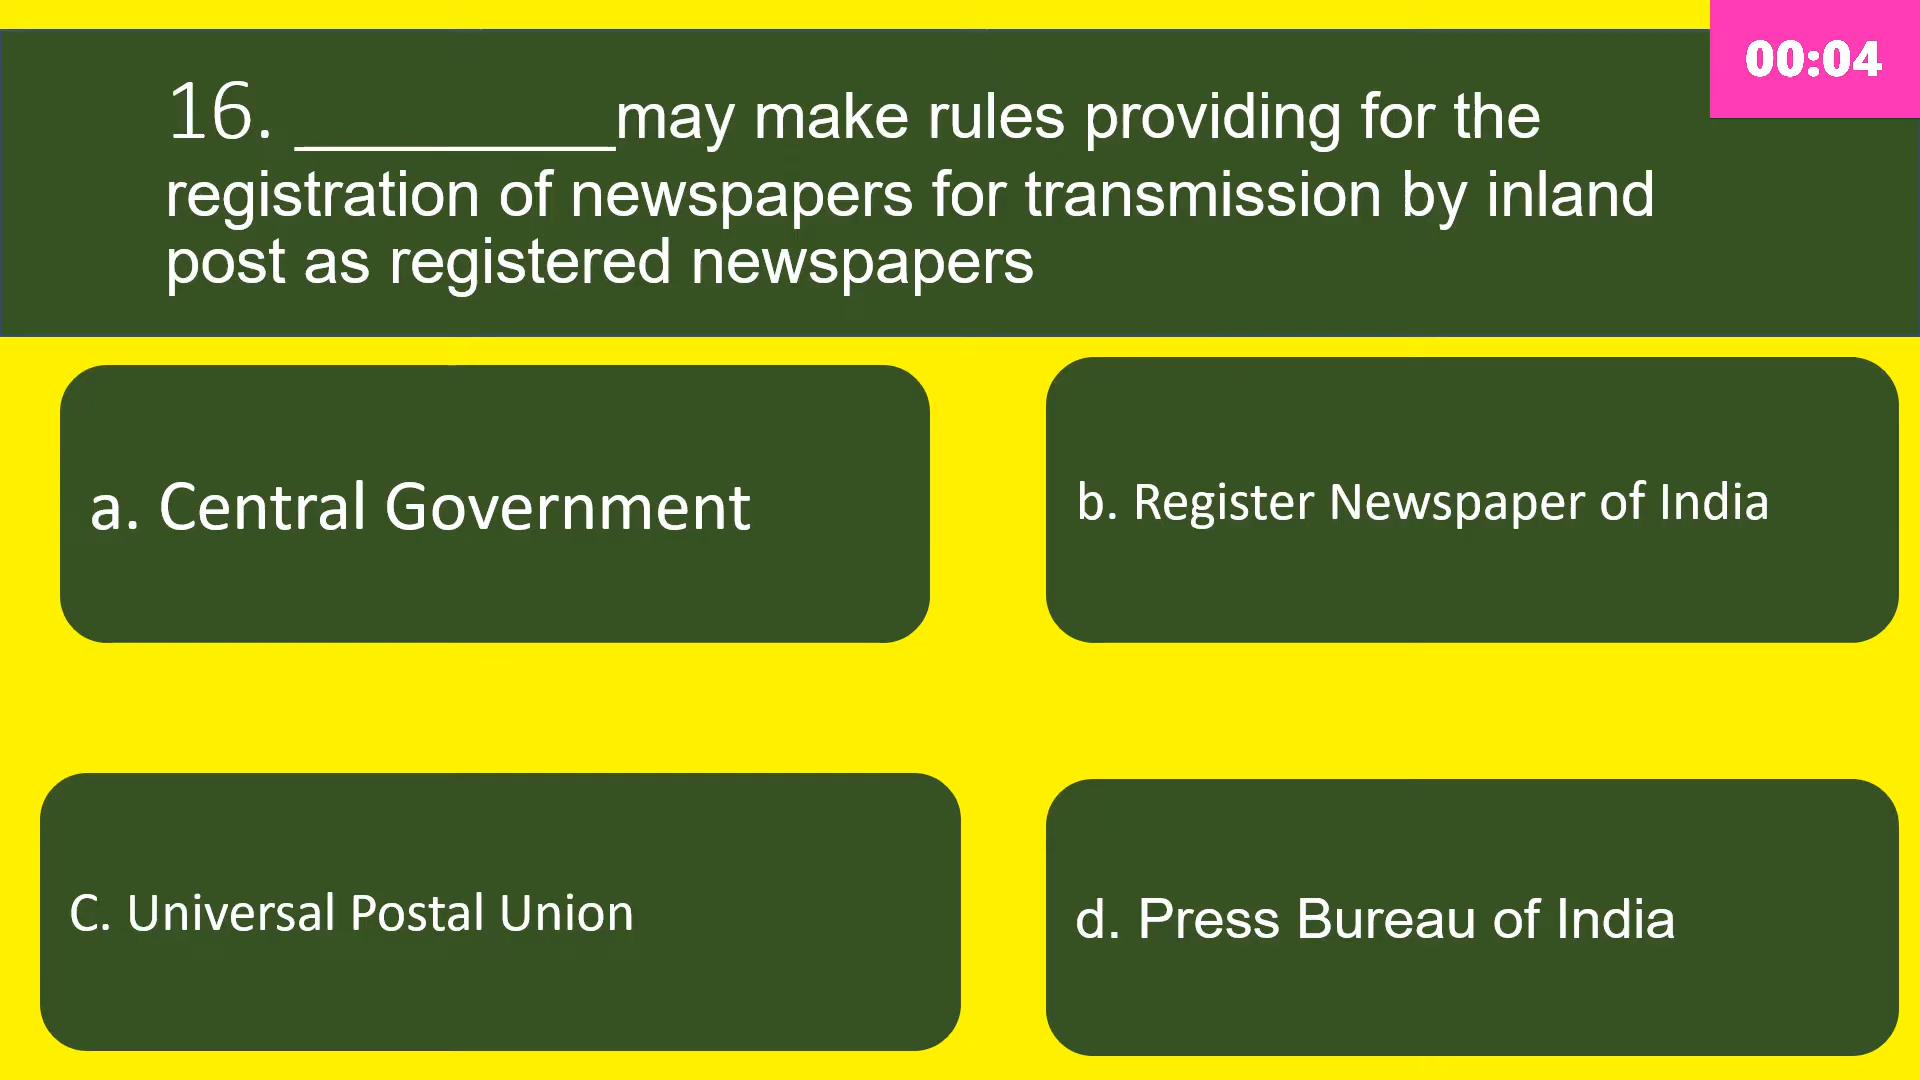 00:04
16. _________may make rules providing for the
registration of newspapers for transmission by inland
post as registered newspapers
a. Central Government
b. Register Newspaper of India
C. Universal Postal Union
d. Press Bureau of India